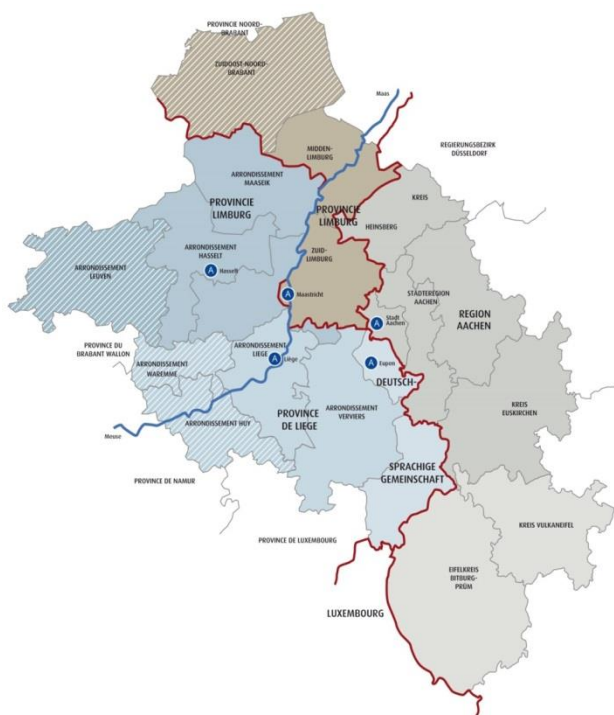 PROVINCIE NOORD-
BRABANT
ZUIDOOST-NOORD-
BRABANT
Maas
MIDDEN-
LIMBURG
REGIERUNGSBEZIRK
DÜSSELDORF
ARRONDISSEMENT
MAASEIK
PROVINCIE
LIMBURG
KREIS
PROVINCIE
LIMBURG
HEINSBERG
ARRONDISSEMENT
HASSELT
ZUID-
LIMBURG
ARRONDISSEMENT
LEUVEN
A Hasselt
STÄDTEREGION
AACHEN
A Maastricht
REGION
AACHEN
A Stadt
Aachen
PROVINCE DU
BRABANT WALLON
ARRONDISSEMENT
LIEGE
A Liège
ARRONDISSEMENT
WAREMME
A Eupen
DEUTSCH-
KREIS
EUSKIRCHEN
PROVINCE
DE LIEGE
ARRONDISSEMENT
VERVIERS
ARRONDISSEMENT HUY
Meuse
SPRACHIGE
GEMEINSCHAFT
PROVINCE DE NAMUR
KREIS VULKANEIFEL
PROVINCE DE LUXEMBOURG
EIFELKREIS
BITBURG-
PRÜM
LUXEMBOURG